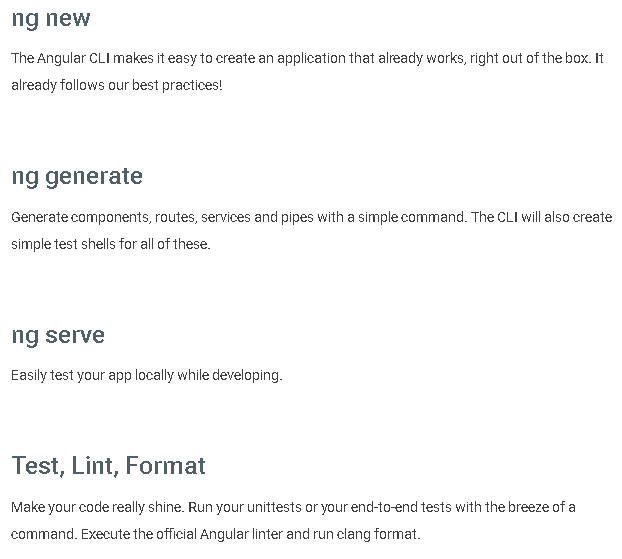 ng new
The Angular CLI makes it easy to create an application that already works, right out of the box. It
already follows our best practices!
ng generate
Generate components, routes, services and pipes with a simple command. The CLI will also create
simple test shells for all of these.
ng serve
Easily test your app locally while developing.
Test, Lint, Format
Make your code really shine. Run your unittests or your end-to-end tests with the breeze of a
command. Execute the official Angular linter and run clang format.